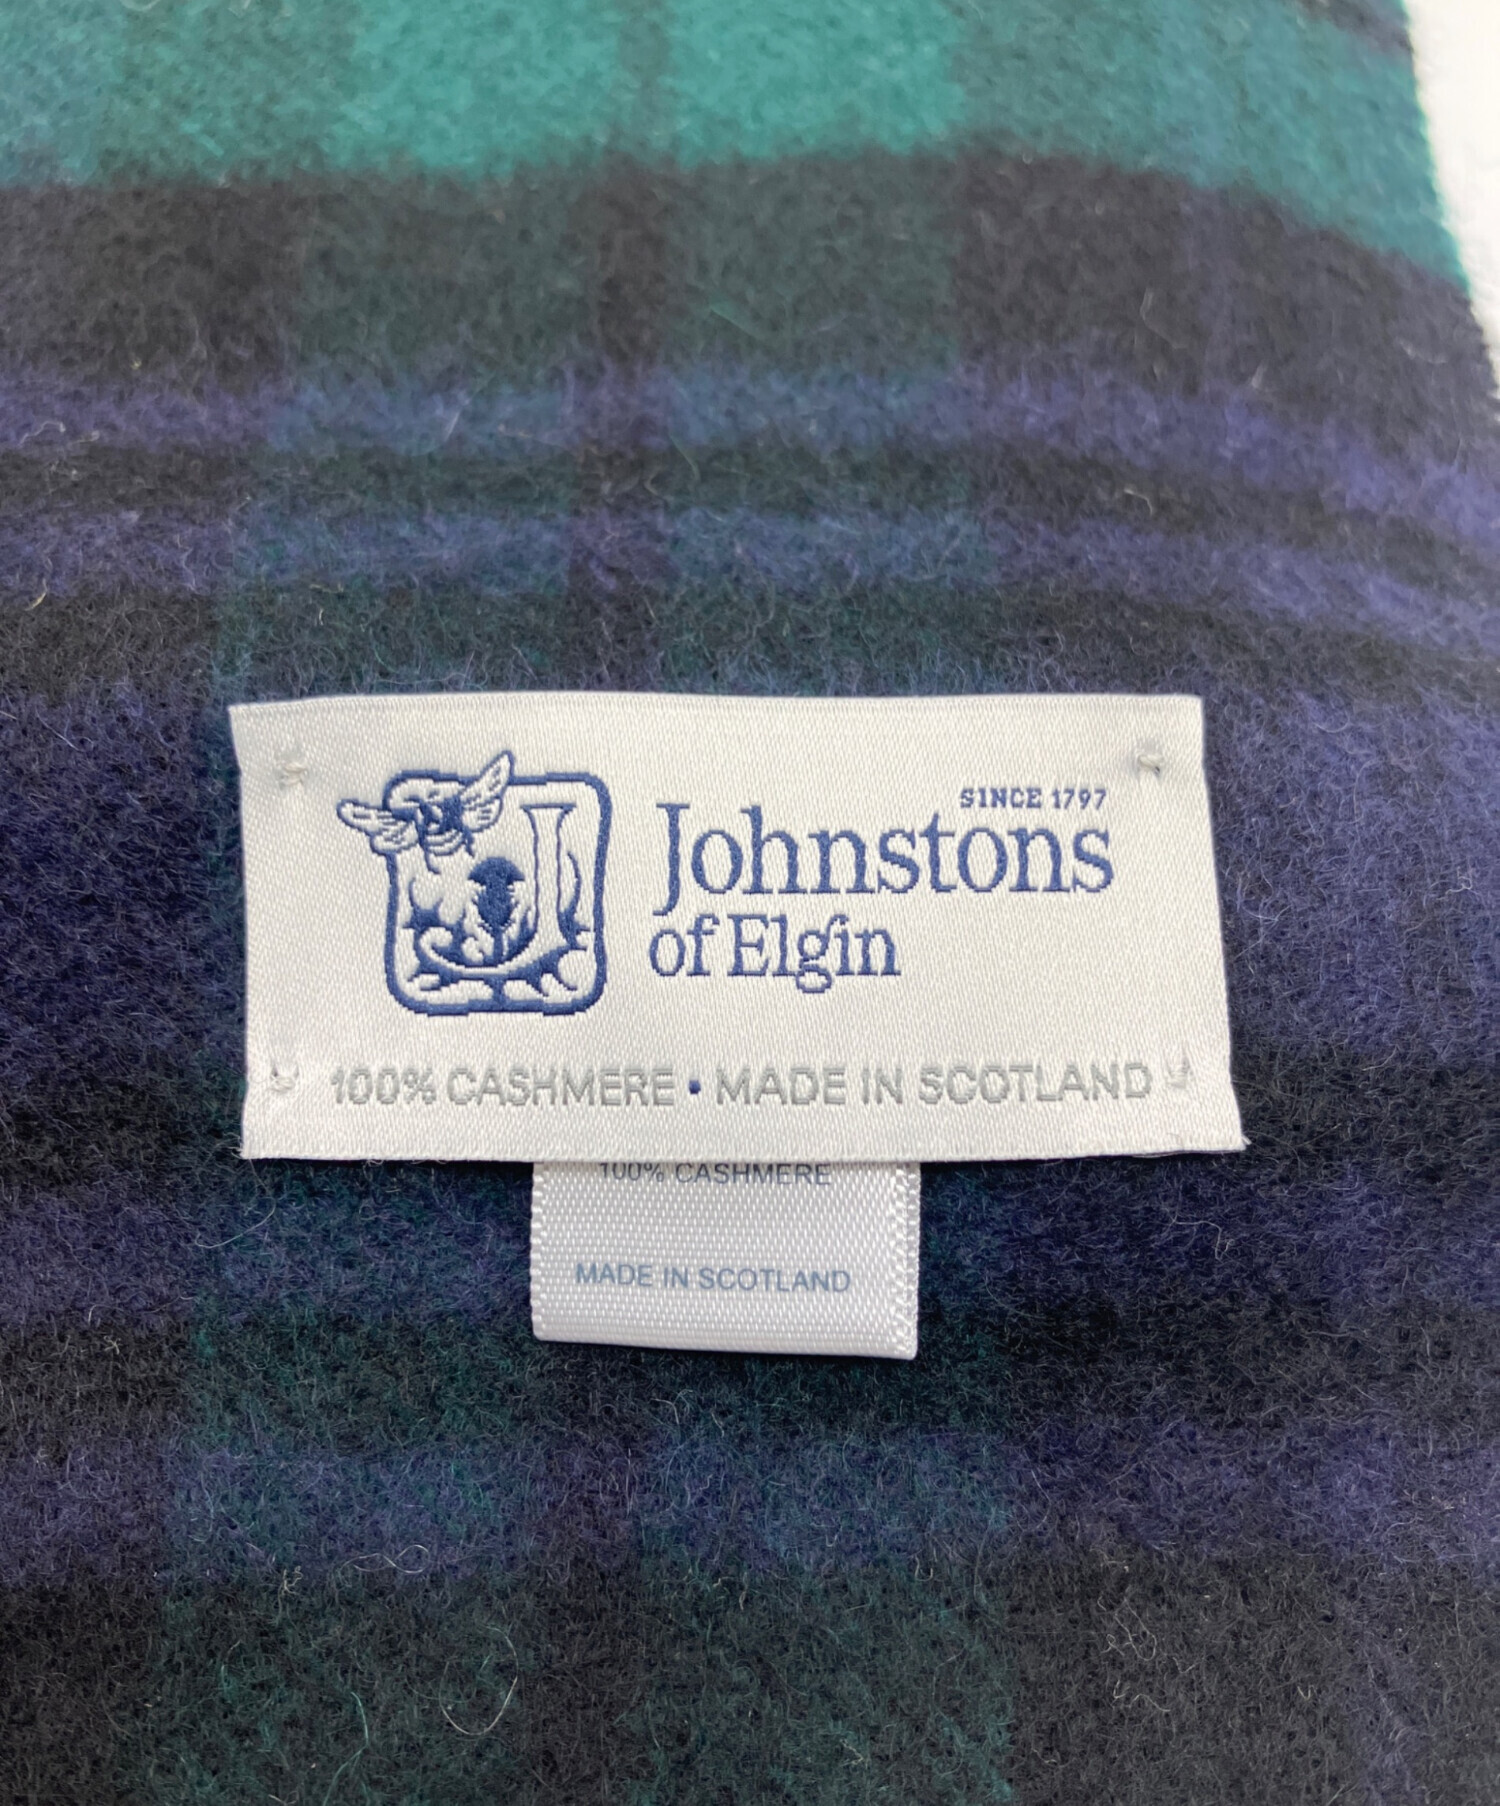 SINCE 1797
Johnstons
of Elgin
100% CASHMERE • MADE IN SCOTLAND
100% CASHMERE
MADE IN SCOTLAND